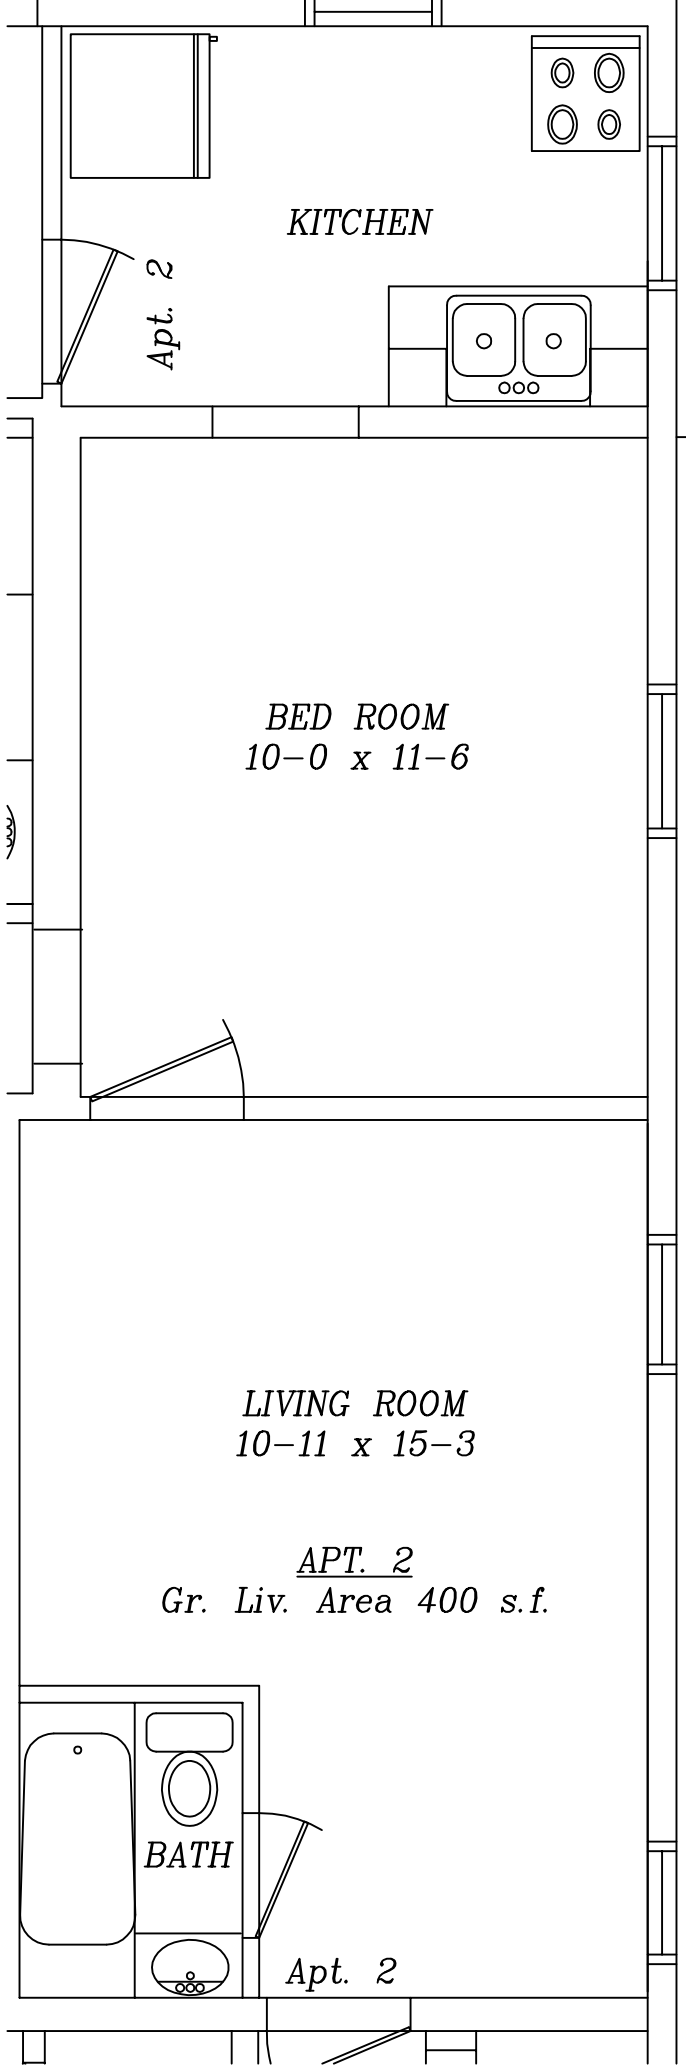 KITCHEN
Apt. 2
BED ROOM
10-0 x 11-6
LIVING ROOM
10-11 x 15-3
APT. 2
Gr. Liv. Area 400 s.f.
BATH
Apt. 2